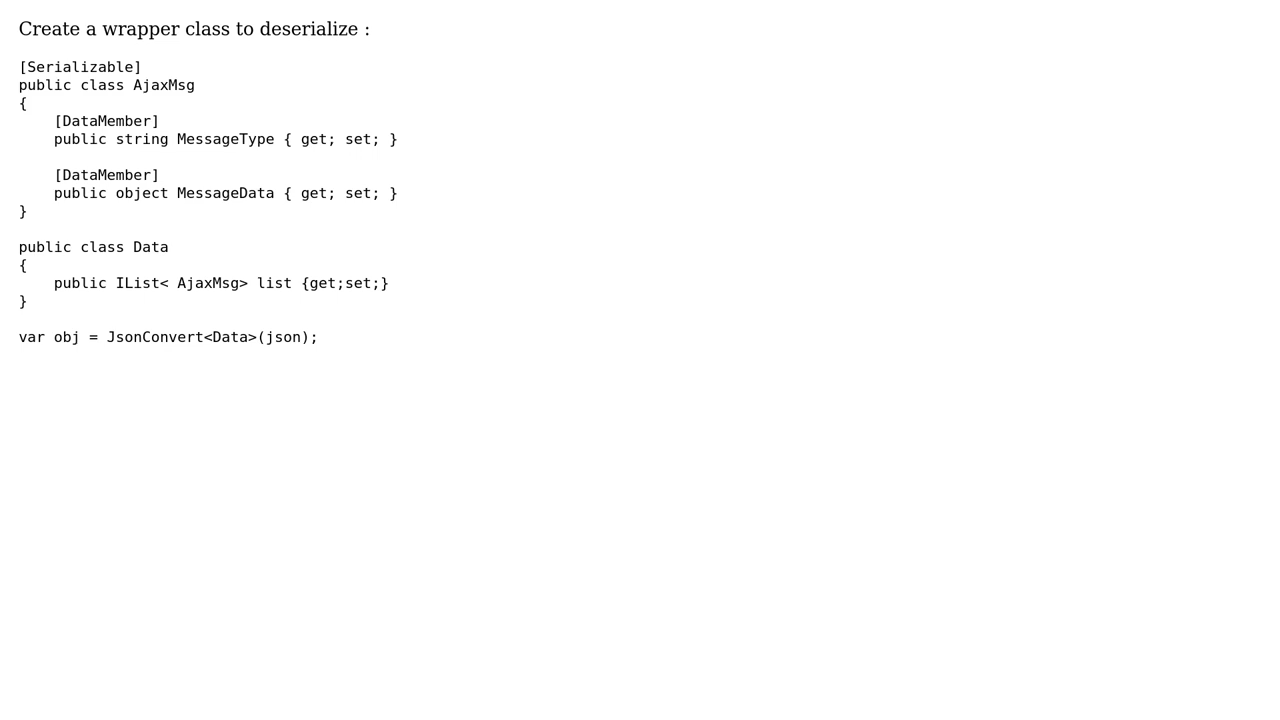 Create a wrapper class to deserialize :
[Serializable]
public class AjaxMsg
{
    [DataMember]
    public string MessageType { get; set; }

    [DataMember]
    public object MessageData { get; set; }
}

public class Data
{
    public IList< AjaxMsg> list {get;set;}
}

var obj = JsonConvert<Data>(json);